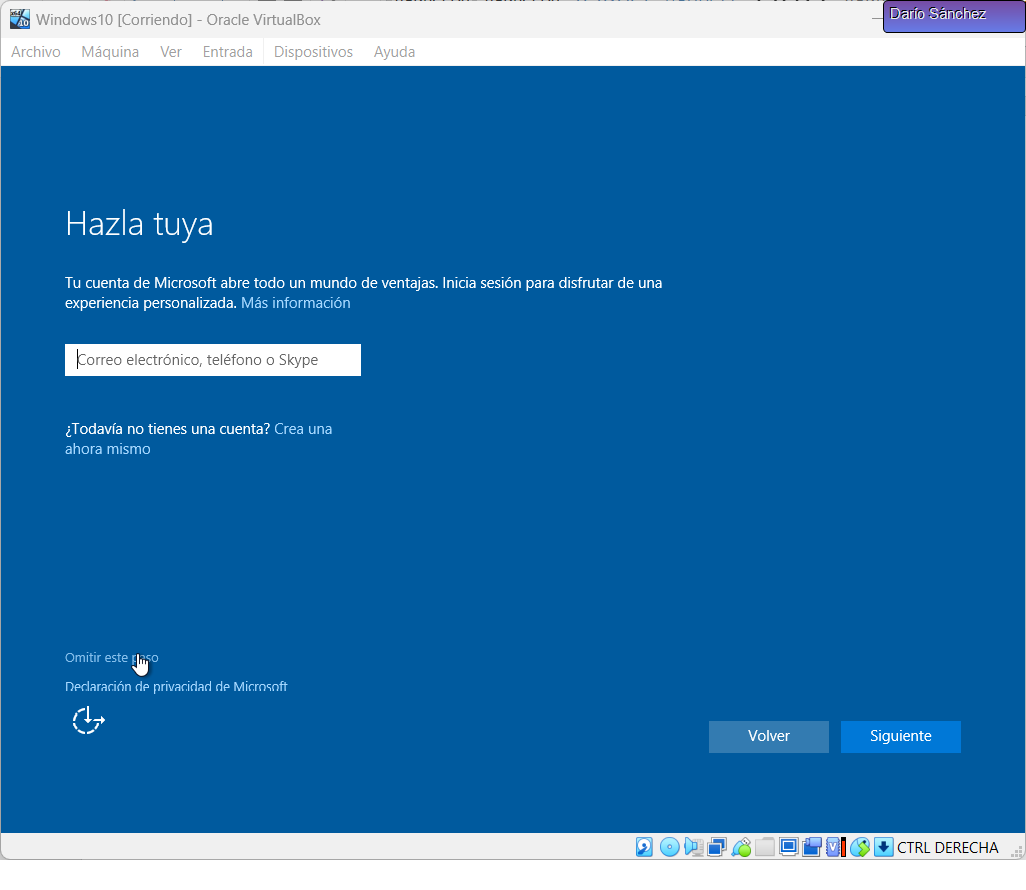 Windows10 [Corriendo] - Oracle VirtualBox
Darío Sánchez
Archivo Máquina Ver Entrada Dispositivos Ayuda
Hazla tuya
Tu cuenta de Microsoft abre todo un mundo de ventajas. Inicia sesión para disfrutar de una
experiencia personalizada. Más información
Correo electrónico, teléfono o Skype
¿Todavía no tienes una cuenta? Crea una
ahora mismo
Omitir este paso
Declaración de privacidad de Microsoft
Volver Siguiente
CTRL DERECHA